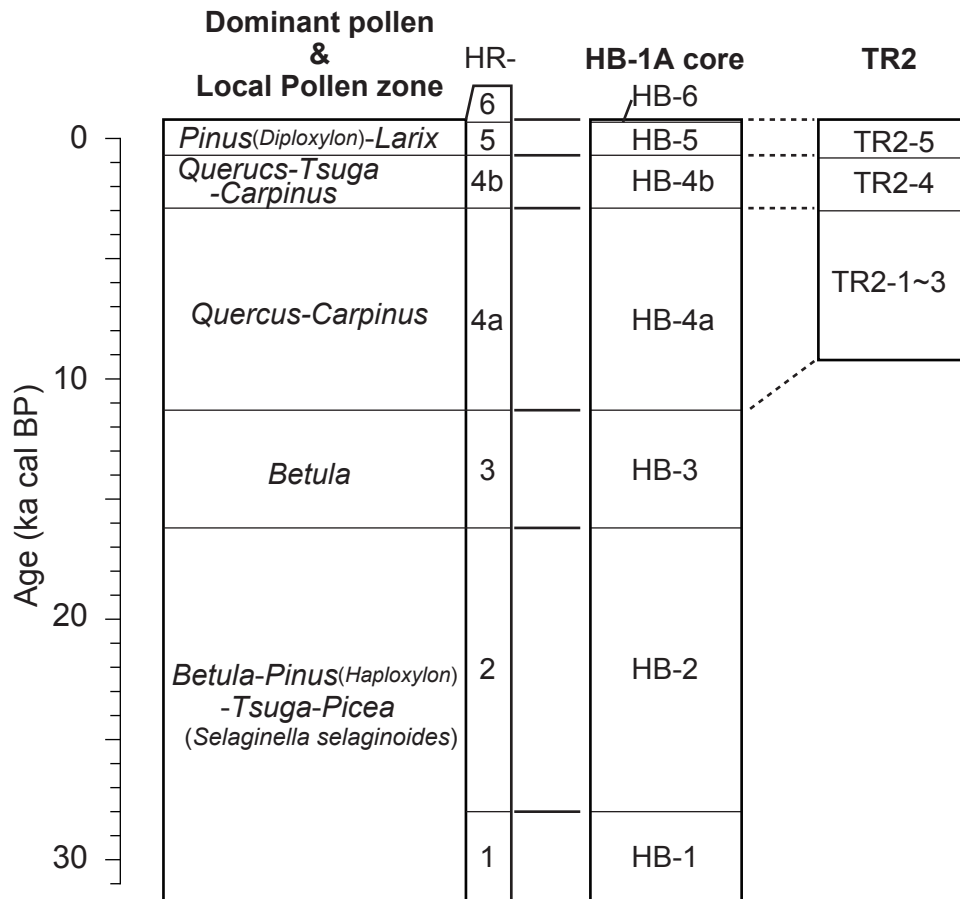 Dominant pollen
&
Local Pollen zone
HR-
HB-1A core
TR2
6
HB-6
0
Pinus(Diploxylon)-Larix
5
HB-5
TR2-5
Querucs-Tsuga
-Carpinus
4b
HB-4b
TR2-4
Quercus-Carpinus
4a
HB-4a
TR2-1~3
10
Betula
3
HB-3
Age (ka cal BP)
20
Betula-Pinus(Haploxylon)
-Tsuga-Picea
(Selaginella selaginoides)
2
HB-2
30
1
HB-1